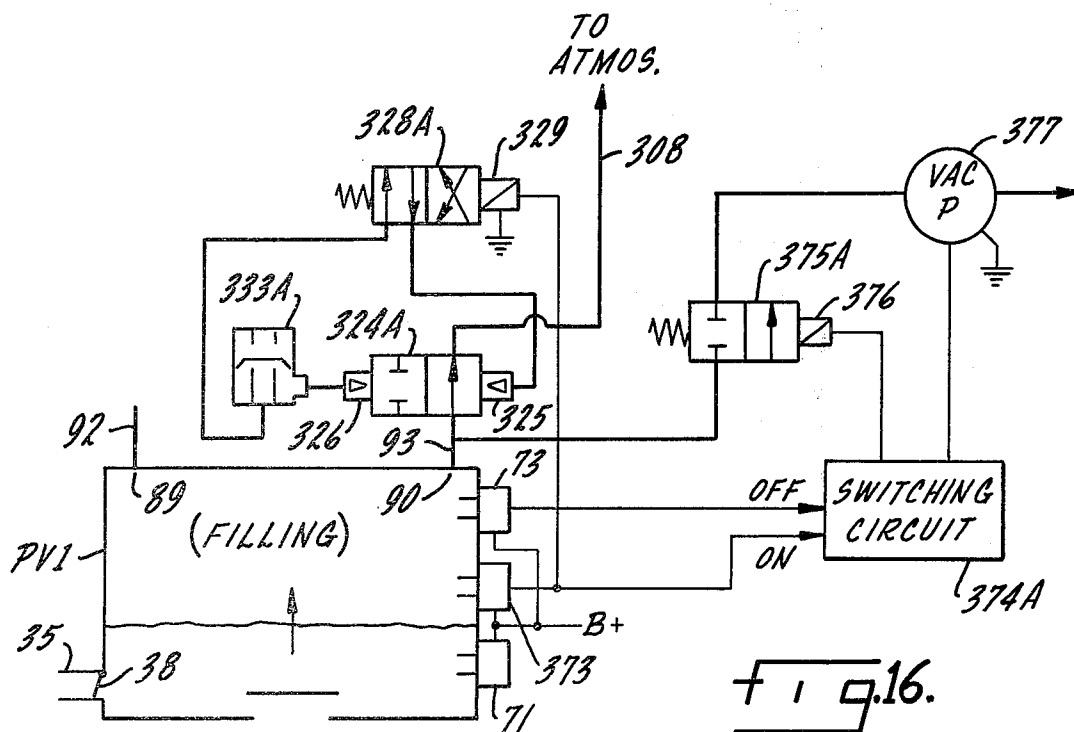 TO
ATMOS.
328A
329
308
377
VAC
P
375A
376
333A
324A
326
93
325
92
89
90
73
OFF
SWITCHING
CIRCUIT
ON
(FILLING)
PV1
374A
B+
35
38
373
71
Fig.16.